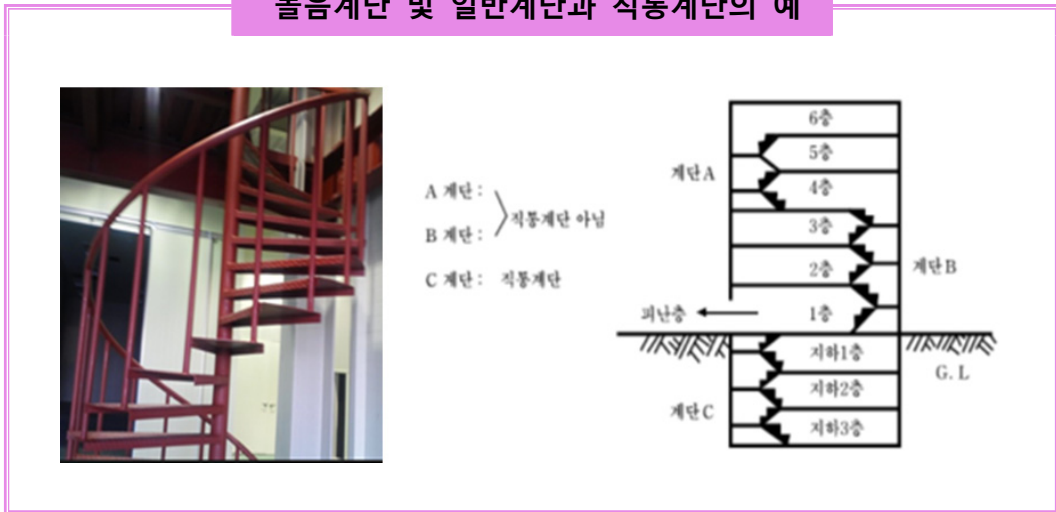 돌음계단 및 일반계단과 직통계단의 예
A 계단 :
B 계단 :
직통계단 아님
C 계단 : 직통계단
계단A
6층
5층
4층
3층
2층
1층
계단B
피난층
지하1층
지하2층
지하3층
계단C
G. L